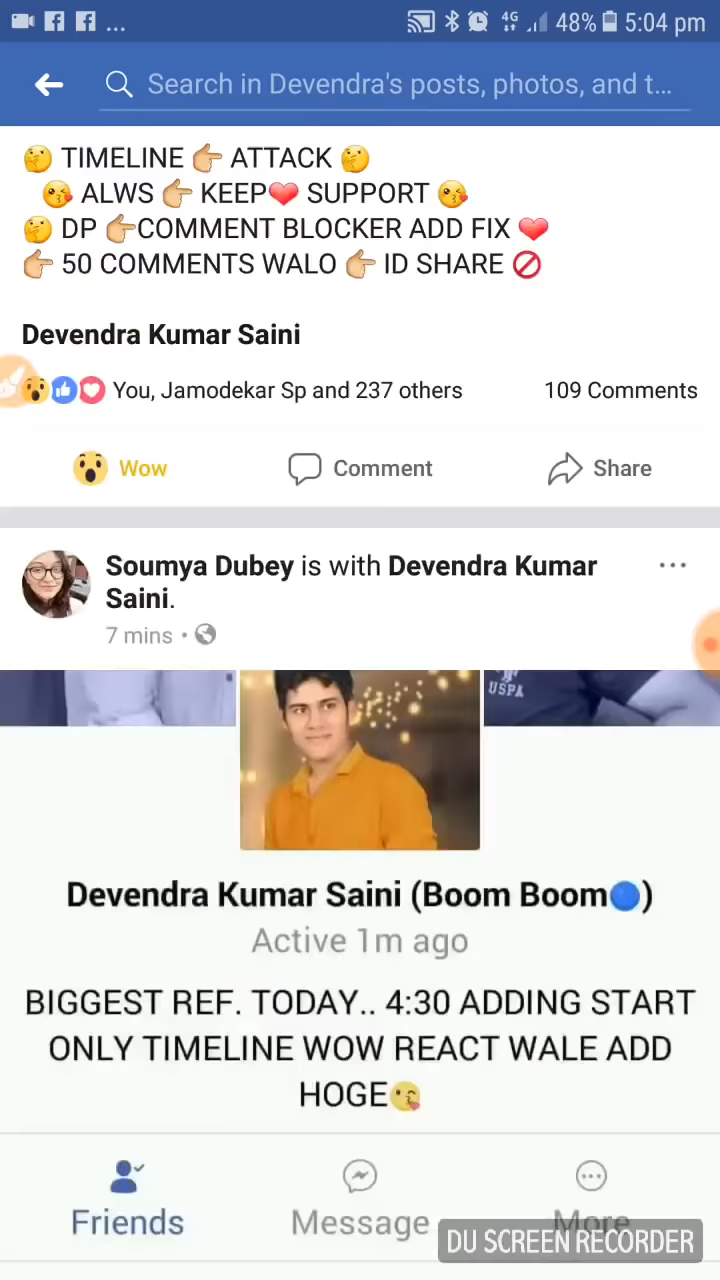 ... 4G 48% 5:04 pm
Search in Devendra's posts, photos, and t...
🤔 TIMELINE 👉 ATTACK 🤔
😘 ALWS 👉 KEEP❤️ SUPPORT 😘
🤔 DP 👉COMMENT BLOCKER ADD FIX ❤️
👉 50 COMMENTS WALO 👉 ID SHARE 🚫
Devendra Kumar Saini
You, Jamodekar Sp and 237 others 109 Comments
Wow Comment Share
Soumya Dubey is with Devendra Kumar
Saini.
7 mins •
USPA
Devendra Kumar Saini (Boom Boom🔵)
Active 1m ago
BIGGEST REF. TODAY.. 4:30 ADDING START
ONLY TIMELINE WOW REACT WALE ADD
HOGE😘
Friends Message More
DU SCREEN RECORDER